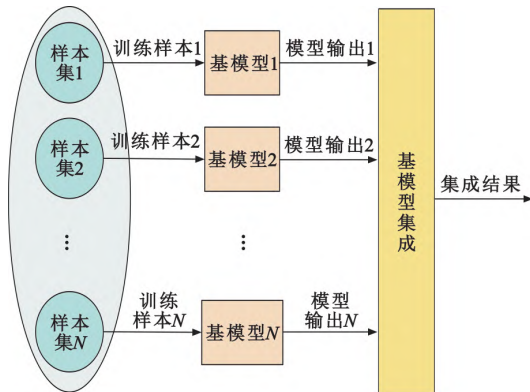 样本
集1
训练样本1
基模型1
模型输出1
样本
集2
训练样本2
基模型2
模型输出2
基模型集成
集成结果
⋮
⋮
样本
集N
训练
样本N
基模型N
模型
输出N